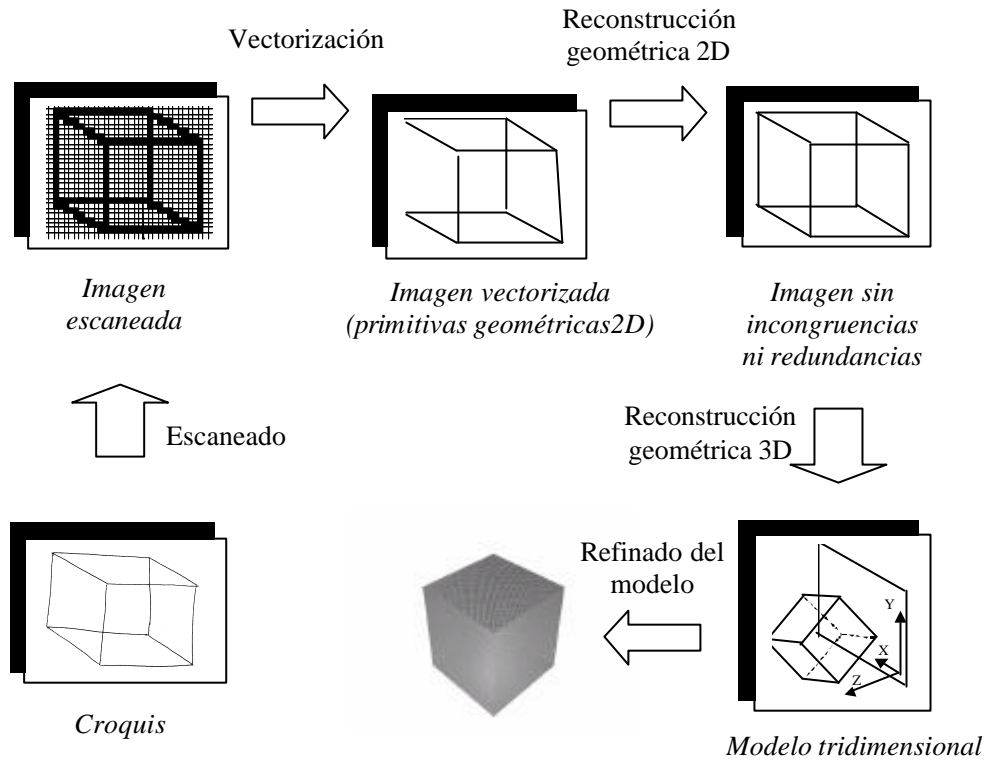 Vectorización
Reconstrucción
geométrica 2D
Imagen
escaneada
Imagen vectorizada
(primitivas geométricas2D)
Imagen sin
incongruencias
ni redundancias
Escaneado
Reconstrucción
geométrica 3D
Croquis
Refinado del
modelo
Y
X
Z
Modelo tridimensional